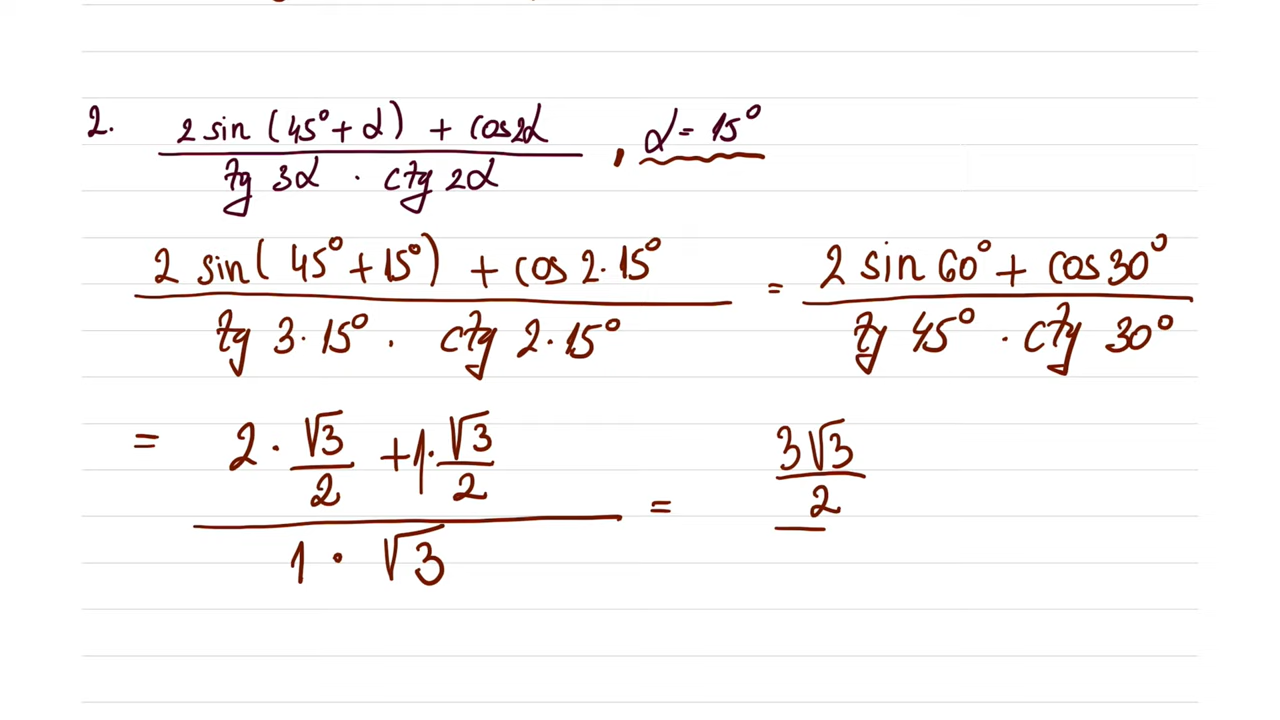 2. (2 sin (45° + α) + cos 2α) / (tg 3α · ctg 2α) , α = 15°
(2 sin (45° + 15°) + cos 2 · 15°) / (tg 3 · 15° · ctg 2 · 15°) = (2 sin 60° + cos 30°) / (tg 45° · ctg 30°)
= (2 · √3/2 + 1 · √3/2) / (1 · √3) = (3√3/2) /